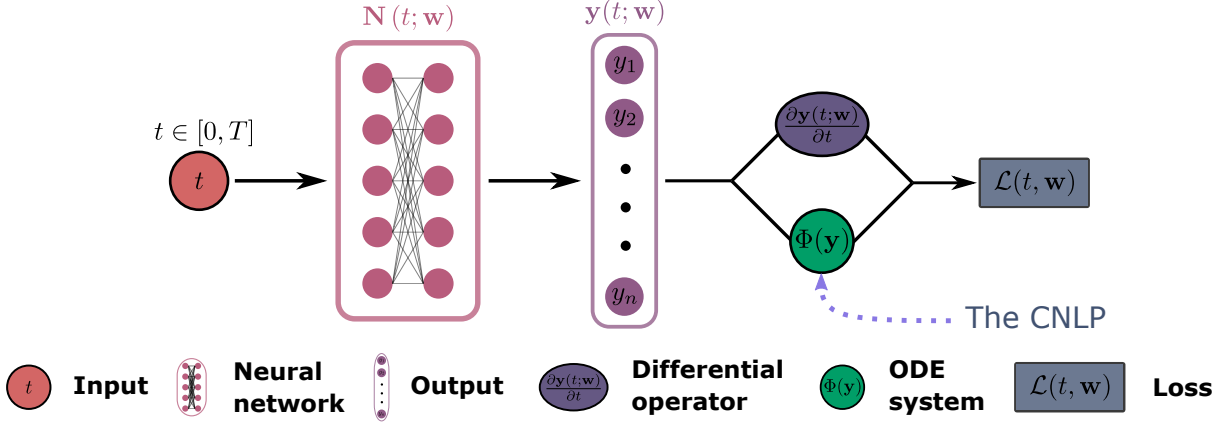 N (t; w)
y(t; w)
t ∈ [0, T]
t
y₁
y₂
yₙ
∂y(t;w)
∂t
Φ(y)
ℒ(t, w)
The CNLP
t
Input
Neural
network
Output
∂y(t;w)
∂t
Differential
operator
Φ(y)
ODE
system
ℒ(t, w)
Loss